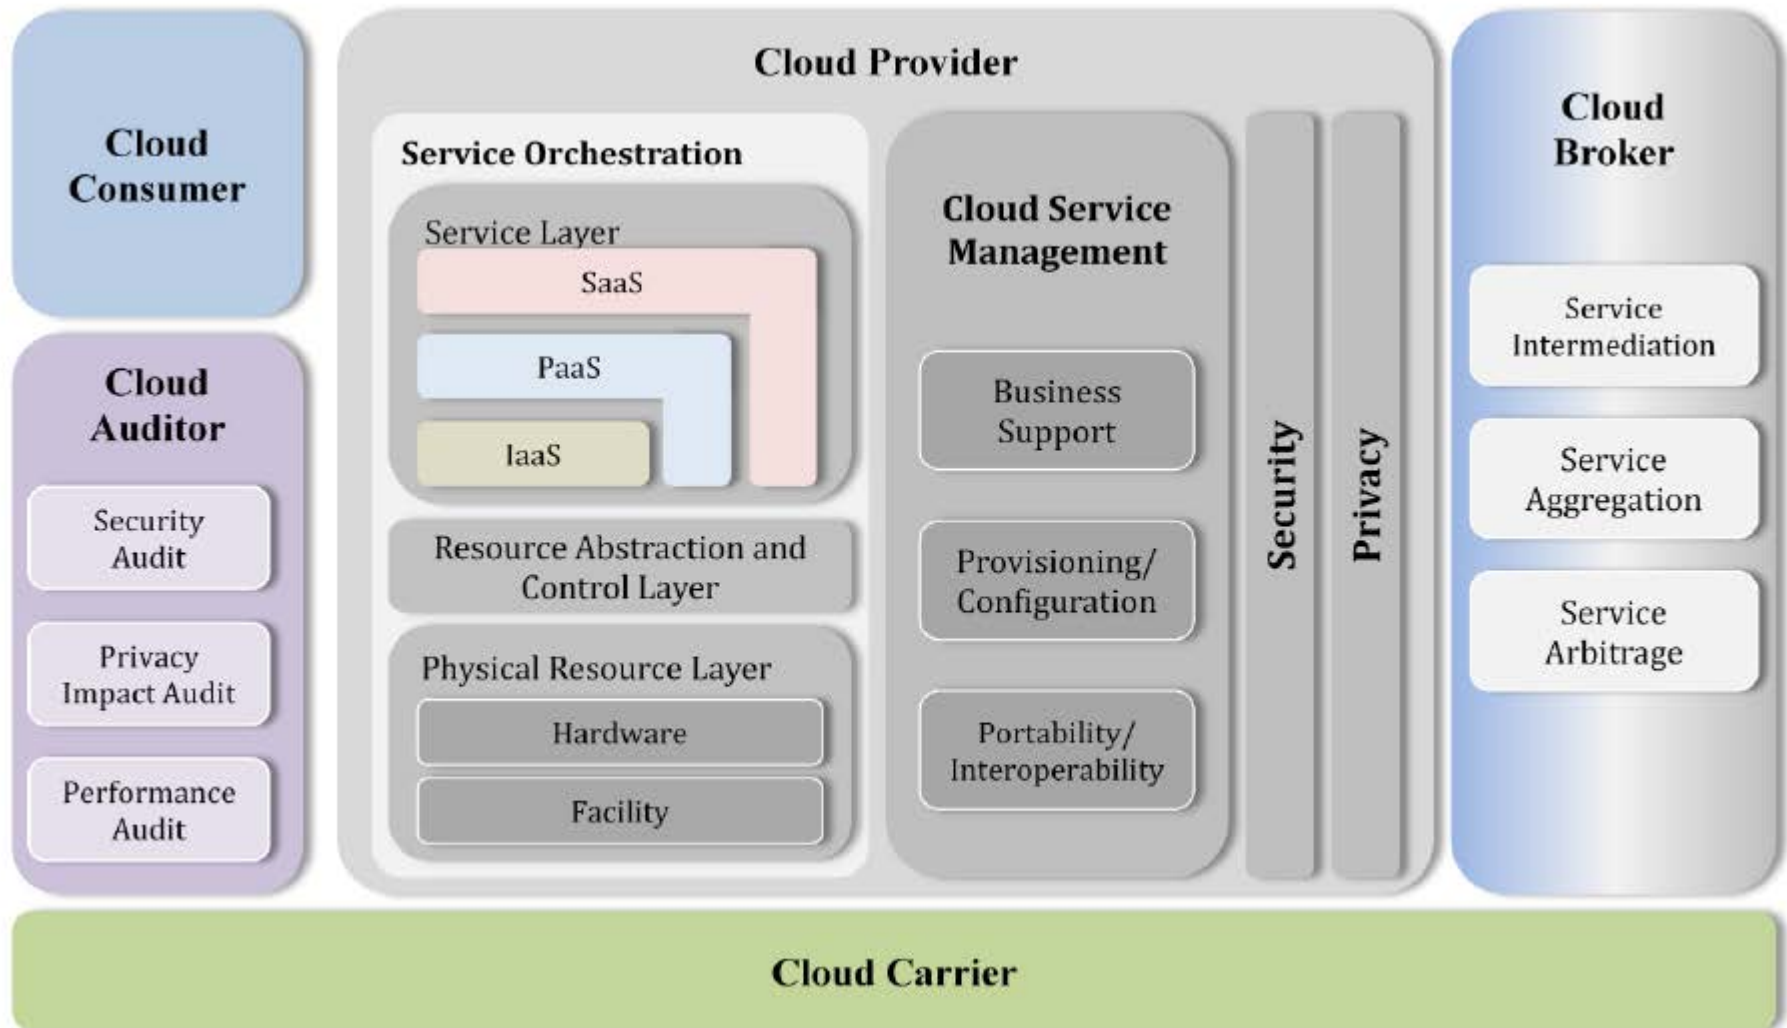 Cloud
Consumer
Cloud
Auditor
Security
Audit
Privacy
Impact Audit
Performance
Audit
Cloud Provider
Service Orchestration
Service Layer
SaaS
PaaS
IaaS
Resource Abstraction and
Control Layer
Physical Resource Layer
Hardware
Facility
Cloud Service
Management
Business
Support
Provisioning/
Configuration
Portability/
Interoperability
Security
Privacy
Cloud
Broker
Service
Intermediation
Service
Aggregation
Service
Arbitrage
Cloud Carrier